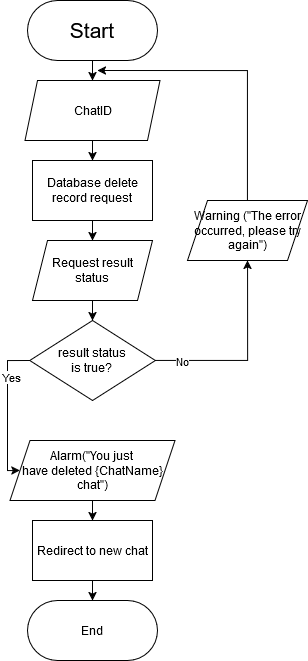 Start
ChatID
Database delete
record request
Warning ("The error
occurred, please try
again")
Request result
status
result status
is true?
No
Yes
Alarm("You just
have deleted {ChatName}
chat")
Redirect to new chat
End